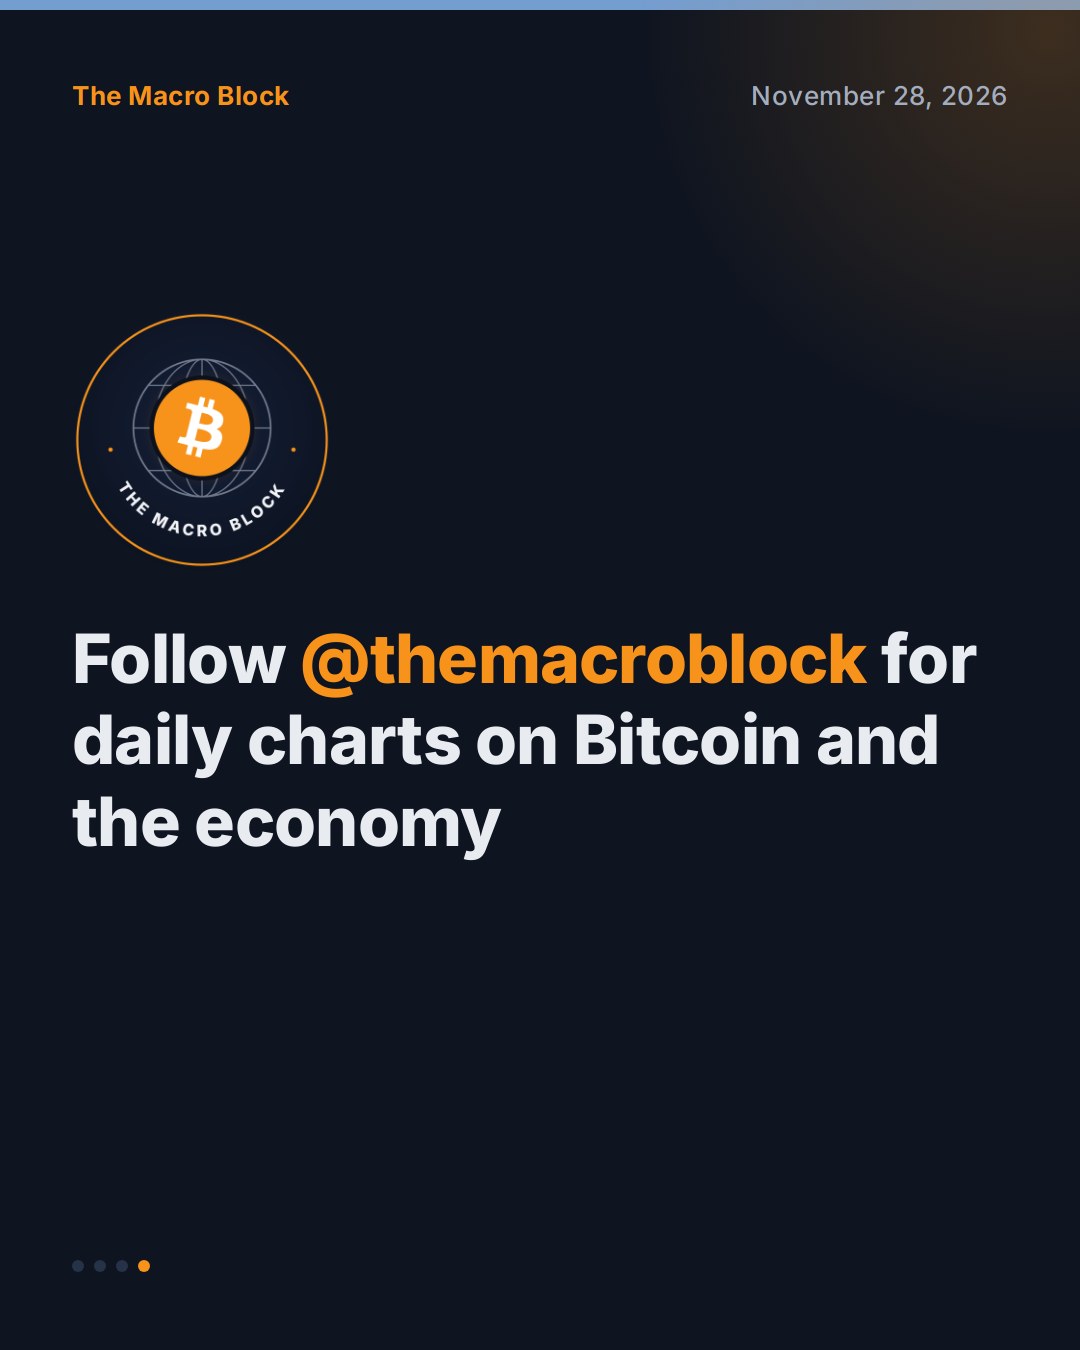 The Macro Block
November 28, 2026
THE MACRO BLOCK
Follow @themacroblock for
daily charts on Bitcoin and
the economy